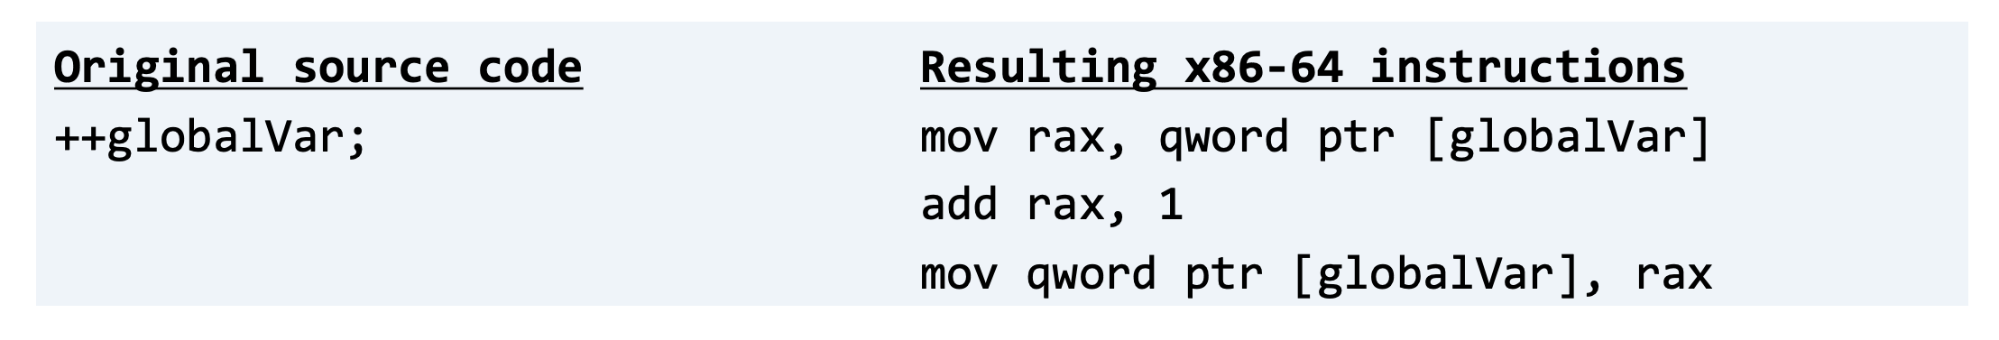 Original source code
++globalVar;
Resulting x86-64 instructions
mov rax, qword ptr [globalVar]
add rax, 1
mov qword ptr [globalVar], rax